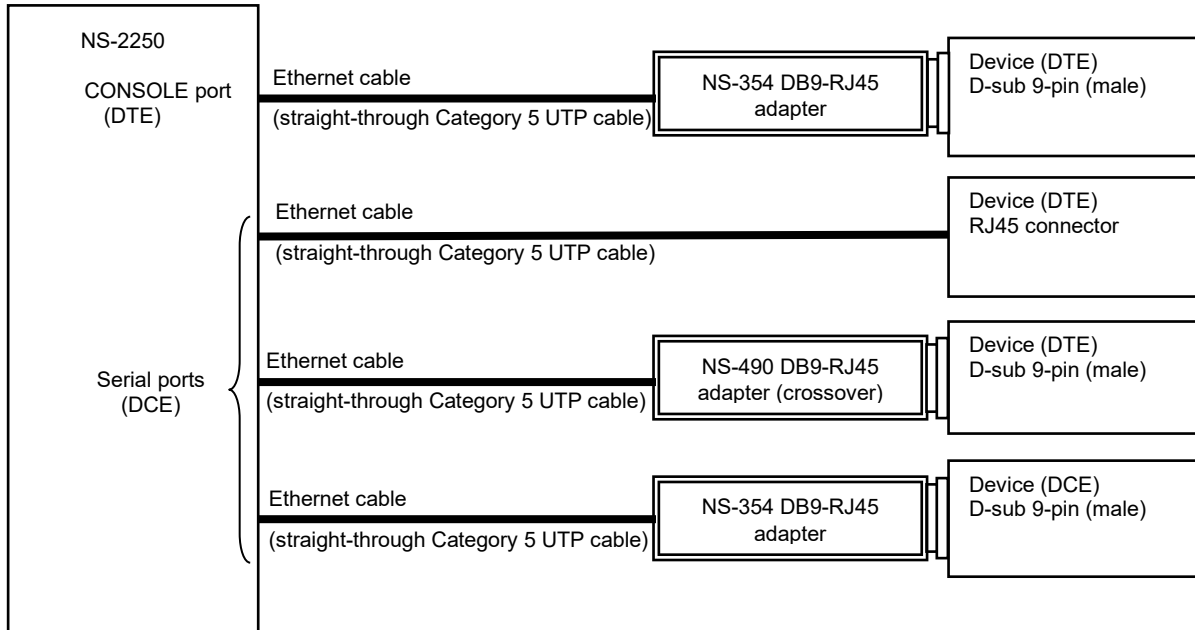 NS-2250
CONSOLE port
(DTE)
Ethernet cable
(straight-through Category 5 UTP cable)
NS-354 DB9-RJ45
adapter
Device (DTE)
D-sub 9-pin (male)
Ethernet cable
(straight-through Category 5 UTP cable)
Device (DTE)
RJ45 connector
Serial ports
(DCE)
Ethernet cable
(straight-through Category 5 UTP cable)
NS-490 DB9-RJ45
adapter (crossover)
Device (DTE)
D-sub 9-pin (male)
Ethernet cable
(straight-through Category 5 UTP cable)
NS-354 DB9-RJ45
adapter
Device (DCE)
D-sub 9-pin (male)